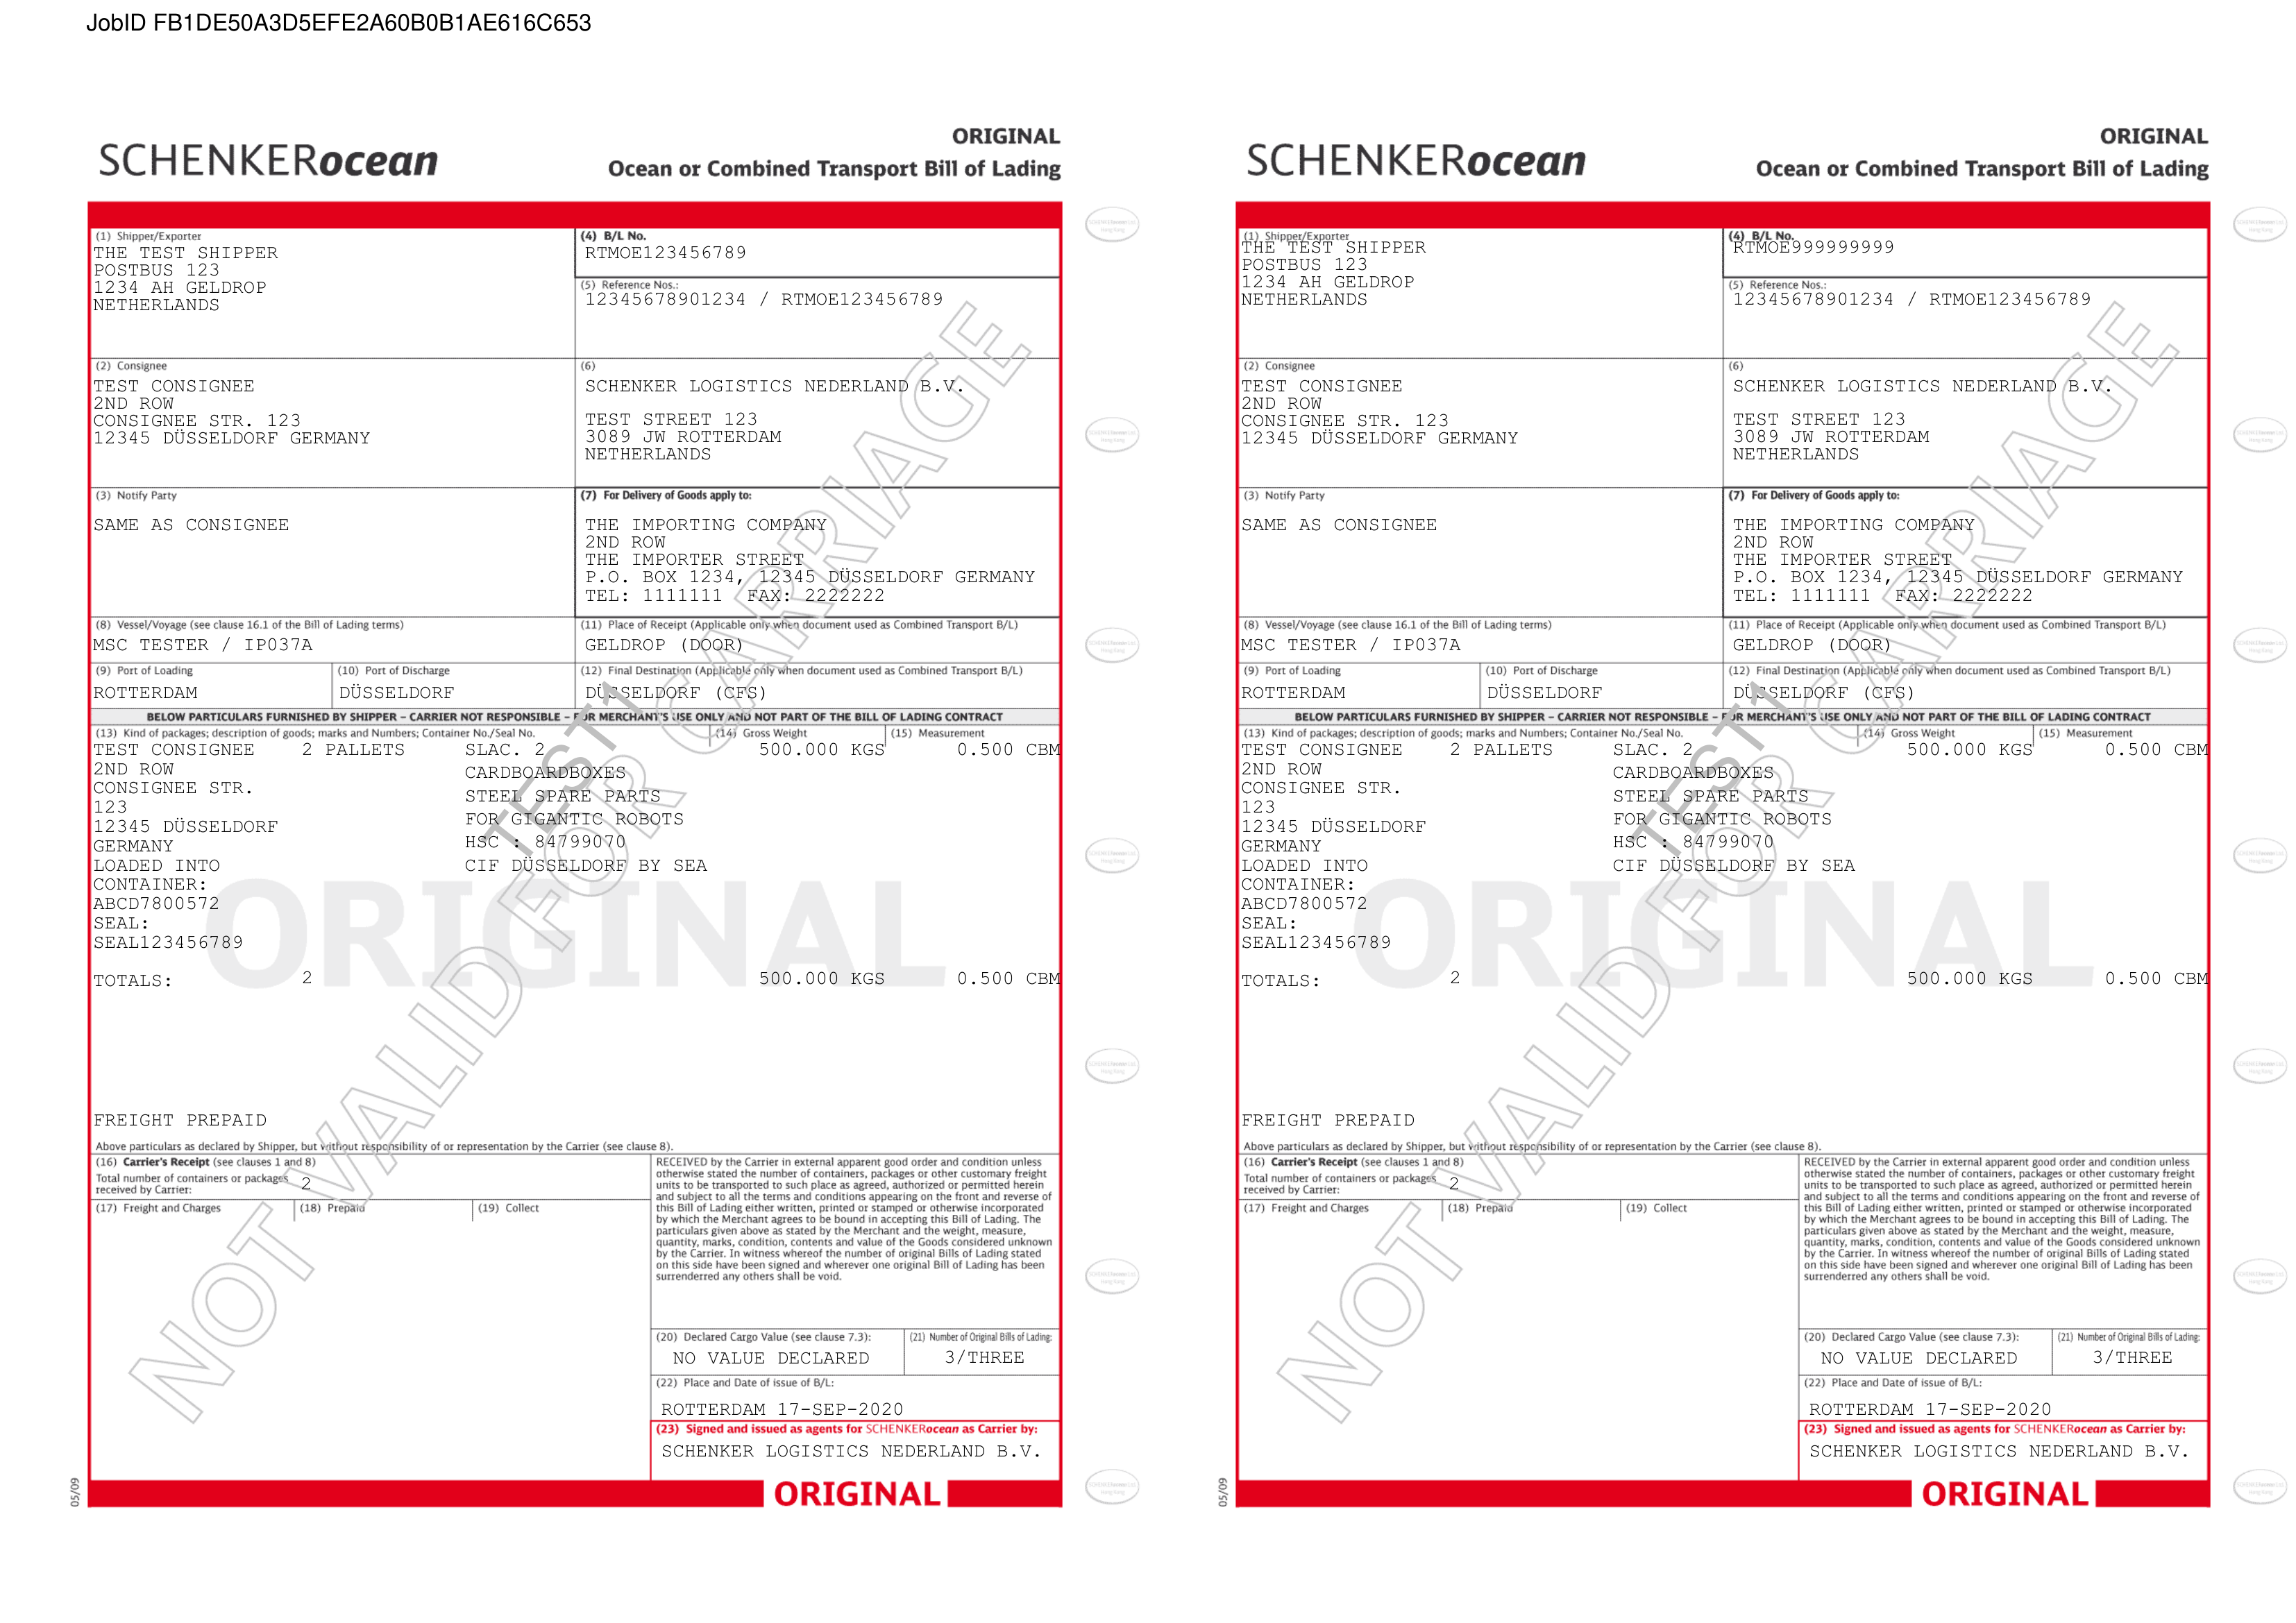 JobID FB1DE50A3D5EFE2A60B0B1AE616C653
SCHENKERocean
ORIGINAL
Ocean or Combined Transport Bill of Lading
(1) Shipper/Exporter
THE TEST SHIPPER
POSTBUS 123
1234 AH GELDROP
NETHERLANDS
(4) B/L No.
RTMOE123456789
(5) Reference Nos.:
12345678901234 / RTMOE123456789
(2) Consignee
TEST CONSIGNEE
2ND ROW
CONSIGNEE STR. 123
12345 DÜSSELDORF GERMANY
(6)
SCHENKER LOGISTICS NEDERLAND B.V.
TEST STREET 123
3089 JW ROTTERDAM
NETHERLANDS
(3) Notify Party
SAME AS CONSIGNEE
(7) For Delivery of Goods apply to:
THE IMPORTING COMPANY
2ND ROW
THE IMPORTER STREET
P.O. BOX 1234, 12345 DÜSSELDORF GERMANY
TEL: 1111111 FAX: 2222222
(8) Vessel/Voyage (see clause 16.1 of the Bill of Lading terms)
MSC TESTER / IP037A
(11) Place of Receipt (Applicable only when document used as Combined Transport B/L)
GELDROP (DOOR)
(9) Port of Loading
ROTTERDAM
(10) Port of Discharge
DÜSSELDORF
(12) Final Destination (Applicable only when document used as Combined Transport B/L)
DÜSSELDORF (CFS)
BELOW PARTICULARS FURNISHED BY SHIPPER – CARRIER NOT RESPONSIBLE – FOR MERCHANT'S USE ONLY AND NOT PART OF THE BILL OF LADING CONTRACT
(13) Kind of packages; description of goods; marks and Numbers; Container No./Seal No. (14) Gross Weight (15) Measurement
TEST CONSIGNEE 2 PALLETS SLAC. 2 500.000 KGS 0.500 CBM
2ND ROW
CONSIGNEE STR.
123
12345 DÜSSELDORF
GERMANY
LOADED INTO
CONTAINER:
ABCD7800572
SEAL:
SEAL123456789
CARDBOARDBOXES
STEEL SPARE PARTS
FOR GIGANTIC ROBOTS
HSC : 84799070
CIF DÜSSELDORF BY SEA
TOTALS: 2 500.000 KGS 0.500 CBM
ORIGINAL
TEST1
NOT VALID FOR CARRIAGE
FREIGHT PREPAID
Above particulars as declared by Shipper, but without responsibility of or representation by the Carrier (see clause 8).
(16) Carrier's Receipt (see clauses 1 and 8)
Total number of containers or packages
received by Carrier: 2
(17) Freight and Charges (18) Prepaid (19) Collect
RECEIVED by the Carrier in external apparent good order and condition unless
otherwise stated the number of containers, packages or other customary freight
units to be transported to such place as agreed, authorized or permitted herein
and subject to all the terms and conditions appearing on the front and reverse of
this Bill of Lading either written, printed or stamped or otherwise incorporated
by which the Merchant agrees to be bound in accepting this Bill of Lading. The
particulars given above as stated by the Merchant and the weight, measure,
quantity, marks, condition, contents and value of the Goods considered unknown
by the Carrier. In witness whereof the number of original Bills of Lading stated
on this side have been signed and wherever one original Bill of Lading has been
surrenderred any others shall be void.
(20) Declared Cargo Value (see clause 7.3):
NO VALUE DECLARED
(21) Number of Original Bills of Lading:
3/THREE
(22) Place and Date of issue of B/L:
ROTTERDAM 17-SEP-2020
(23) Signed and issued as agents for SCHENKERocean as Carrier by:
SCHENKER LOGISTICS NEDERLAND B.V.
05/09
ORIGINAL
SCHENKERocean
ORIGINAL
Ocean or Combined Transport Bill of Lading
(1) Shipper/Exporter
THE TEST SHIPPER
POSTBUS 123
1234 AH GELDROP
NETHERLANDS
(4) B/L No.
RTMOE999999999
(5) Reference Nos.:
12345678901234 / RTMOE123456789
(2) Consignee
TEST CONSIGNEE
2ND ROW
CONSIGNEE STR. 123
12345 DÜSSELDORF GERMANY
(6)
SCHENKER LOGISTICS NEDERLAND B.V.
TEST STREET 123
3089 JW ROTTERDAM
NETHERLANDS
(3) Notify Party
SAME AS CONSIGNEE
(7) For Delivery of Goods apply to:
THE IMPORTING COMPANY
2ND ROW
THE IMPORTER STREET
P.O. BOX 1234, 12345 DÜSSELDORF GERMANY
TEL: 1111111 FAX: 2222222
(8) Vessel/Voyage (see clause 16.1 of the Bill of Lading terms)
MSC TESTER / IP037A
(11) Place of Receipt (Applicable only when document used as Combined Transport B/L)
GELDROP (DOOR)
(9) Port of Loading
ROTTERDAM
(10) Port of Discharge
DÜSSELDORF
(12) Final Destination (Applicable only when document used as Combined Transport B/L)
DÜSSELDORF (CFS)
BELOW PARTICULARS FURNISHED BY SHIPPER – CARRIER NOT RESPONSIBLE – FOR MERCHANT'S USE ONLY AND NOT PART OF THE BILL OF LADING CONTRACT
(13) Kind of packages; description of goods; marks and Numbers; Container No./Seal No. (14) Gross Weight (15) Measurement
TEST CONSIGNEE 2 PALLETS SLAC. 2 500.000 KGS 0.500 CBM
2ND ROW
CONSIGNEE STR.
123
12345 DÜSSELDORF
GERMANY
LOADED INTO
CONTAINER:
ABCD7800572
SEAL:
SEAL123456789
CARDBOARDBOXES
STEEL SPARE PARTS
FOR GIGANTIC ROBOTS
HSC : 84799070
CIF DÜSSELDORF BY SEA
TOTALS: 2 500.000 KGS 0.500 CBM
ORIGINAL
TEST1
NOT VALID FOR CARRIAGE
FREIGHT PREPAID
Above particulars as declared by Shipper, but without responsibility of or representation by the Carrier (see clause 8).
(16) Carrier's Receipt (see clauses 1 and 8)
Total number of containers or packages
received by Carrier: 2
(17) Freight and Charges (18) Prepaid (19) Collect
RECEIVED by the Carrier in external apparent good order and condition unless
otherwise stated the number of containers, packages or other customary freight
units to be transported to such place as agreed, authorized or permitted herein
and subject to all the terms and conditions appearing on the front and reverse of
this Bill of Lading either written, printed or stamped or otherwise incorporated
by which the Merchant agrees to be bound in accepting this Bill of Lading. The
particulars given above as stated by the Merchant and the weight, measure,
quantity, marks, condition, contents and value of the Goods considered unknown
by the Carrier. In witness whereof the number of original Bills of Lading stated
on this side have been signed and wherever one original Bill of Lading has been
surrenderred any others shall be void.
(20) Declared Cargo Value (see clause 7.3):
NO VALUE DECLARED
(21) Number of Original Bills of Lading:
3/THREE
(22) Place and Date of issue of B/L:
ROTTERDAM 17-SEP-2020
(23) Signed and issued as agents for SCHENKERocean as Carrier by:
SCHENKER LOGISTICS NEDERLAND B.V.
05/09
ORIGINAL